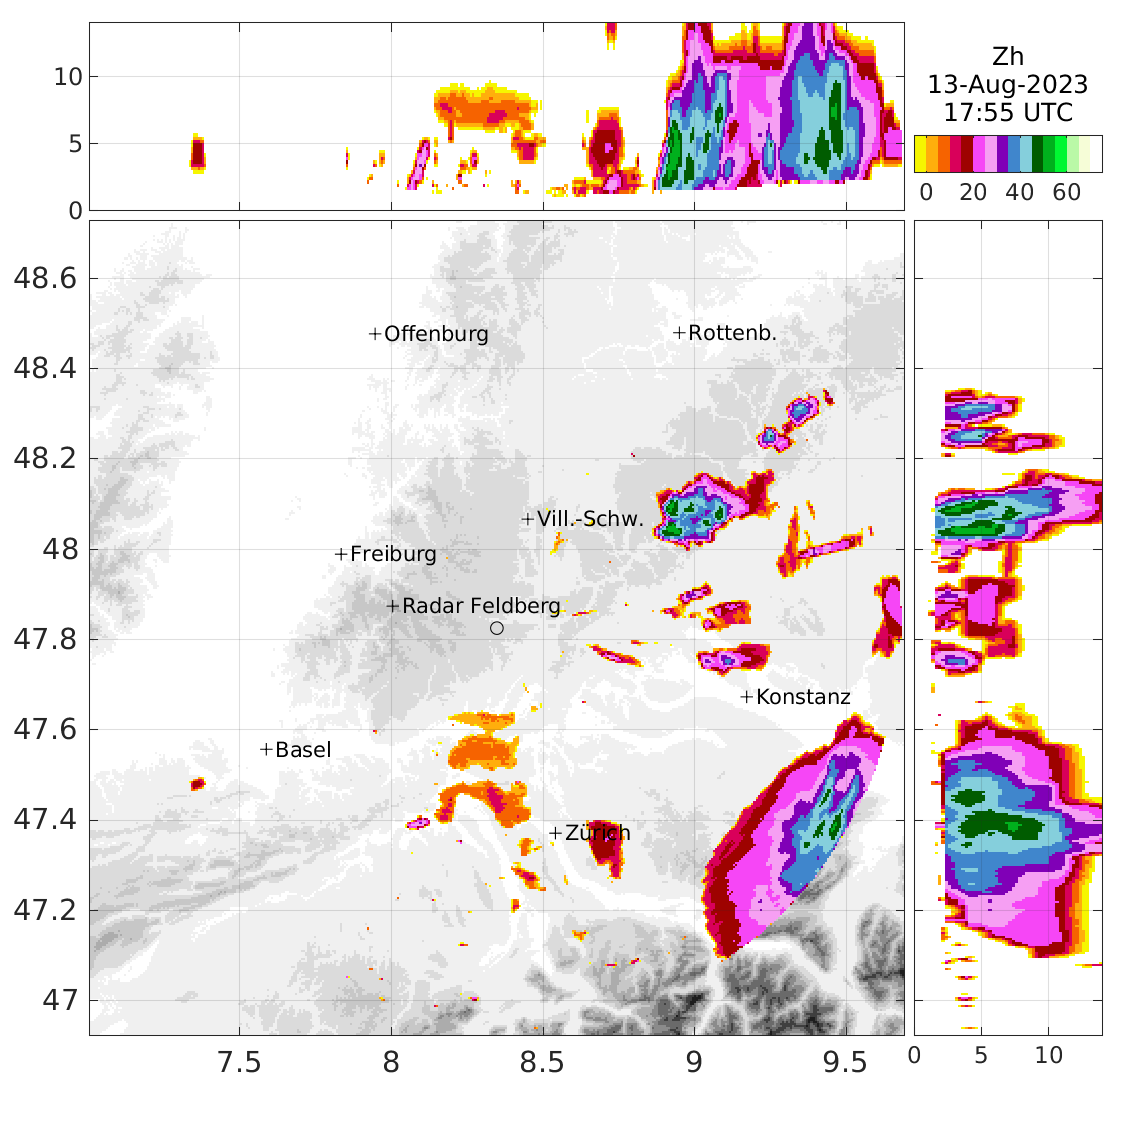 10
5
0
Zh
13-Aug-2023
17:55 UTC
0 20 40 60
48.6
48.4
48.2
48
47.8
47.6
47.4
47.2
47
+Offenburg
+Rottenb.
+Vill.-Schw.
+Freiburg
+Radar Feldberg
+Konstanz
+Basel
+Zürich
7.5 8 8.5 9 9.5
0 5 10